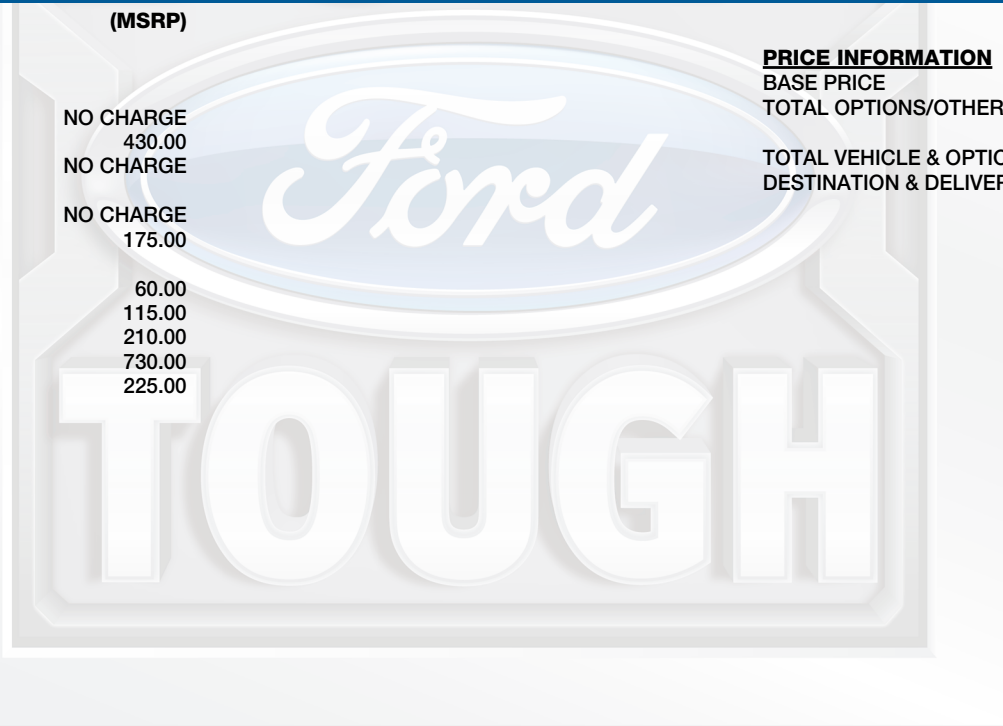 (MSRP)
NO CHARGE
430.00
NO CHARGE
NO CHARGE
175.00
60.00
115.00
210.00
730.00
225.00
PRICE INFORMATION
BASE PRICE
TOTAL OPTIONS/OTHER
TOTAL VEHICLE & OPTIO
DESTINATION & DELIVER
Ford
TOUGH